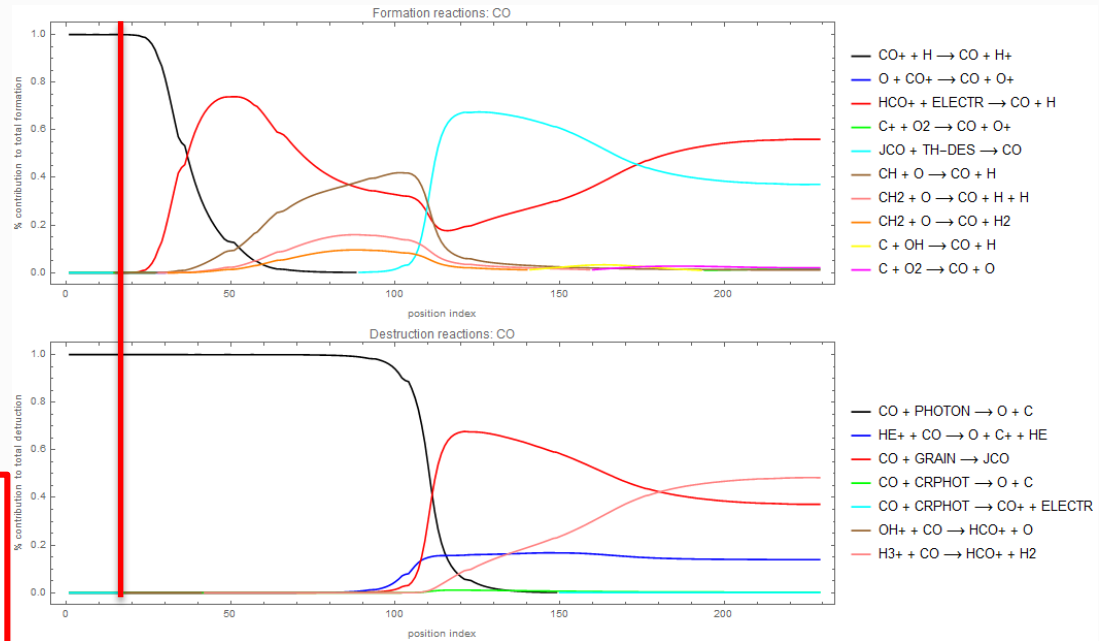 Formation reactions: CO
% contribution to total formation
1.0
0.8
0.6
0.4
0.2
0.0
0
50
100
150
200
position index
CO+ + H → CO + H+
O + CO+ → CO + O+
HCO+ + ELECTR → CO + H
C+ + O2 → CO + O+
JCO + TH-DES → CO
CH + O → CO + H
CH2 + O → CO + H + H
CH2 + O → CO + H2
C + OH → CO + H
C + O2 → CO + O
Destruction reactions: CO
% contribution to total detruction
1.0
0.8
0.6
0.4
0.2
0.0
0
50
100
150
200
position index
CO + PHOTON → O + C
HE+ + CO → O + C+ + HE
CO + GRAIN → JCO
CO + CRPHOT → O + C
CO + CRPHOT → CO+ + ELECTR
OH+ + CO → HCO+ + O
H3+ + CO → HCO+ + H2